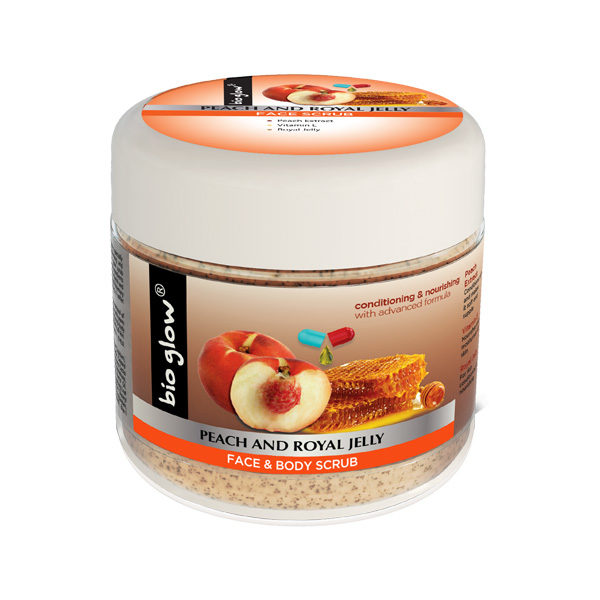 bio glow®
PEACH AND ROYAL JELLY
FACE SCRUB
Peach Extract
Vitamin E
Royal Jelly
conditioning & nourishing
with advanced formula
Peach
bio glow®
PEACH AND ROYAL JELLY
FACE & BODY SCRUB